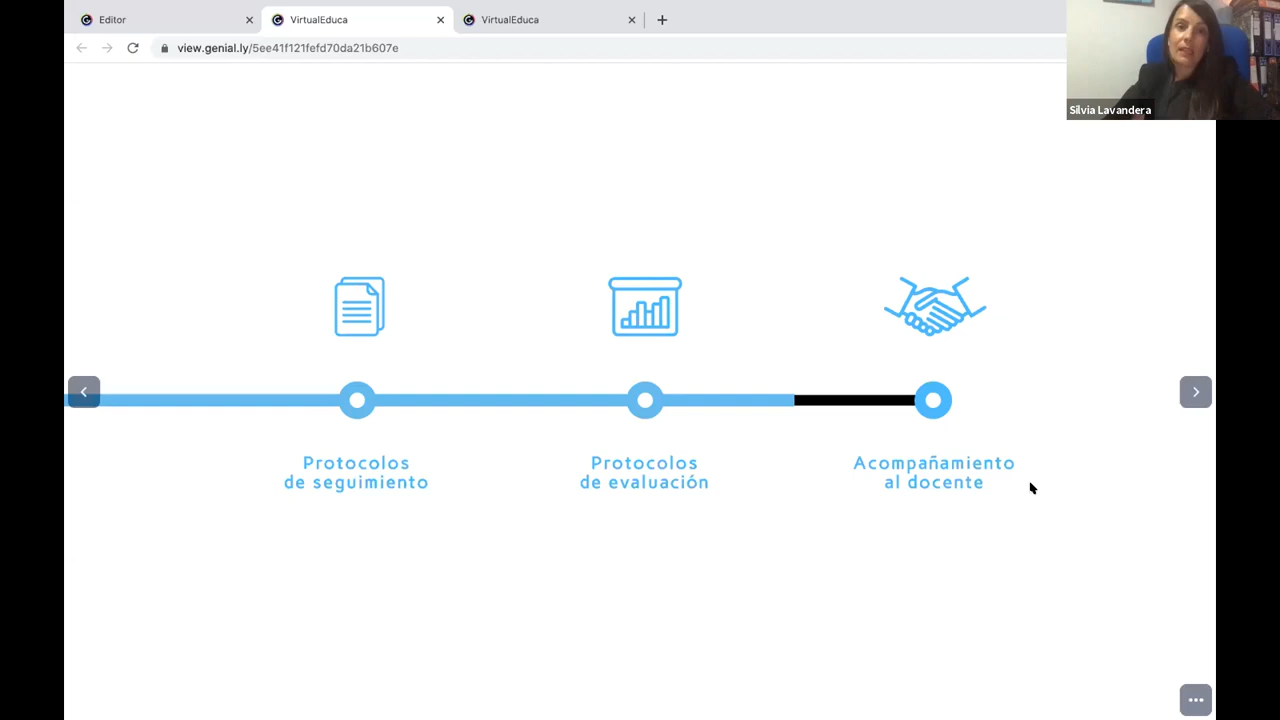 Editor
VirtualEduca
VirtualEduca
view.genial.ly/5ee41f121fefd70da21b607e
Silvia Lavandera
Protocolos
de seguimiento
Protocolos
de evaluación
Acompañamiento
al docente